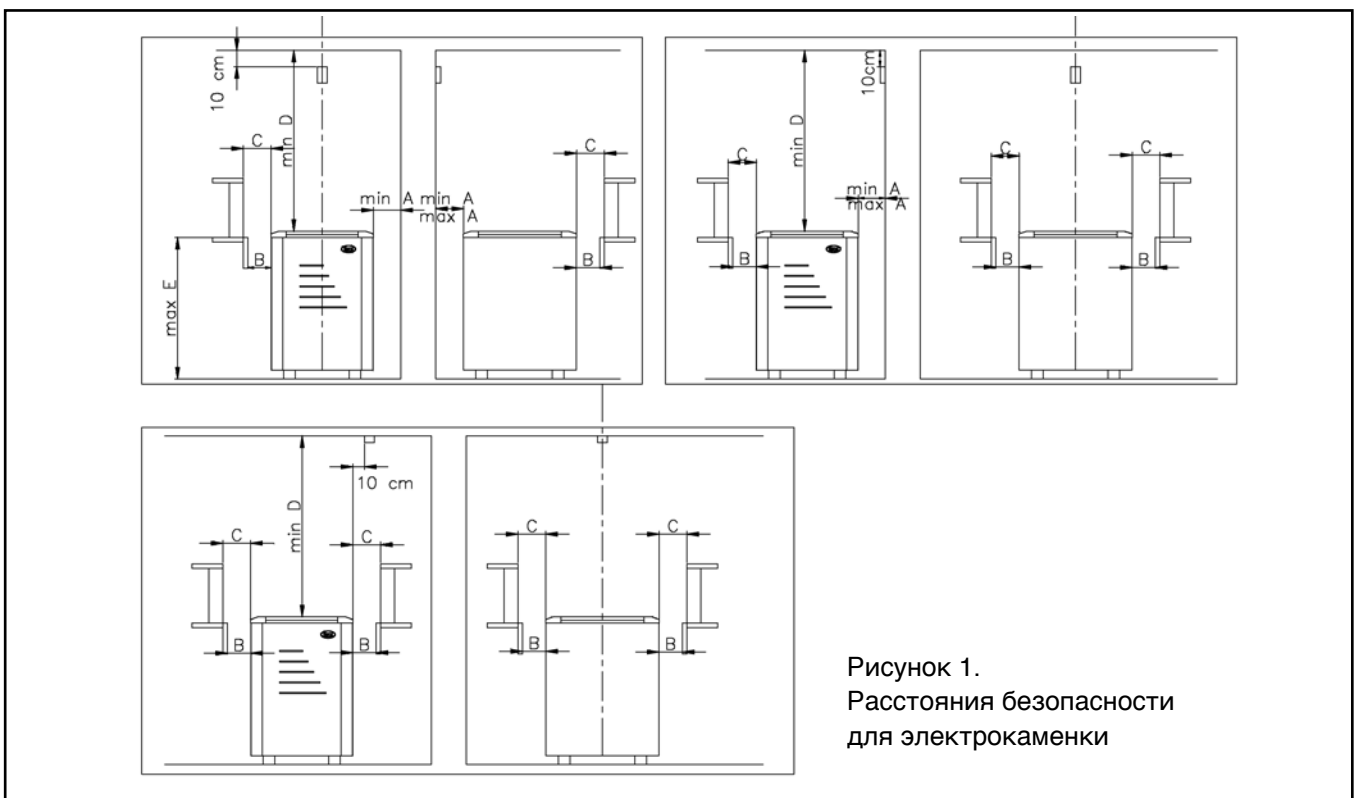 10 cm
min D
C
min A
B
max E
min A
max A
C
B
10cm
min D
C
min A
max A
B
C
C
B
B
min D
10 cm
C
C
B
B
C
C
B
B
Рисунок 1.
Расстояния безопасности
для электрокаменки